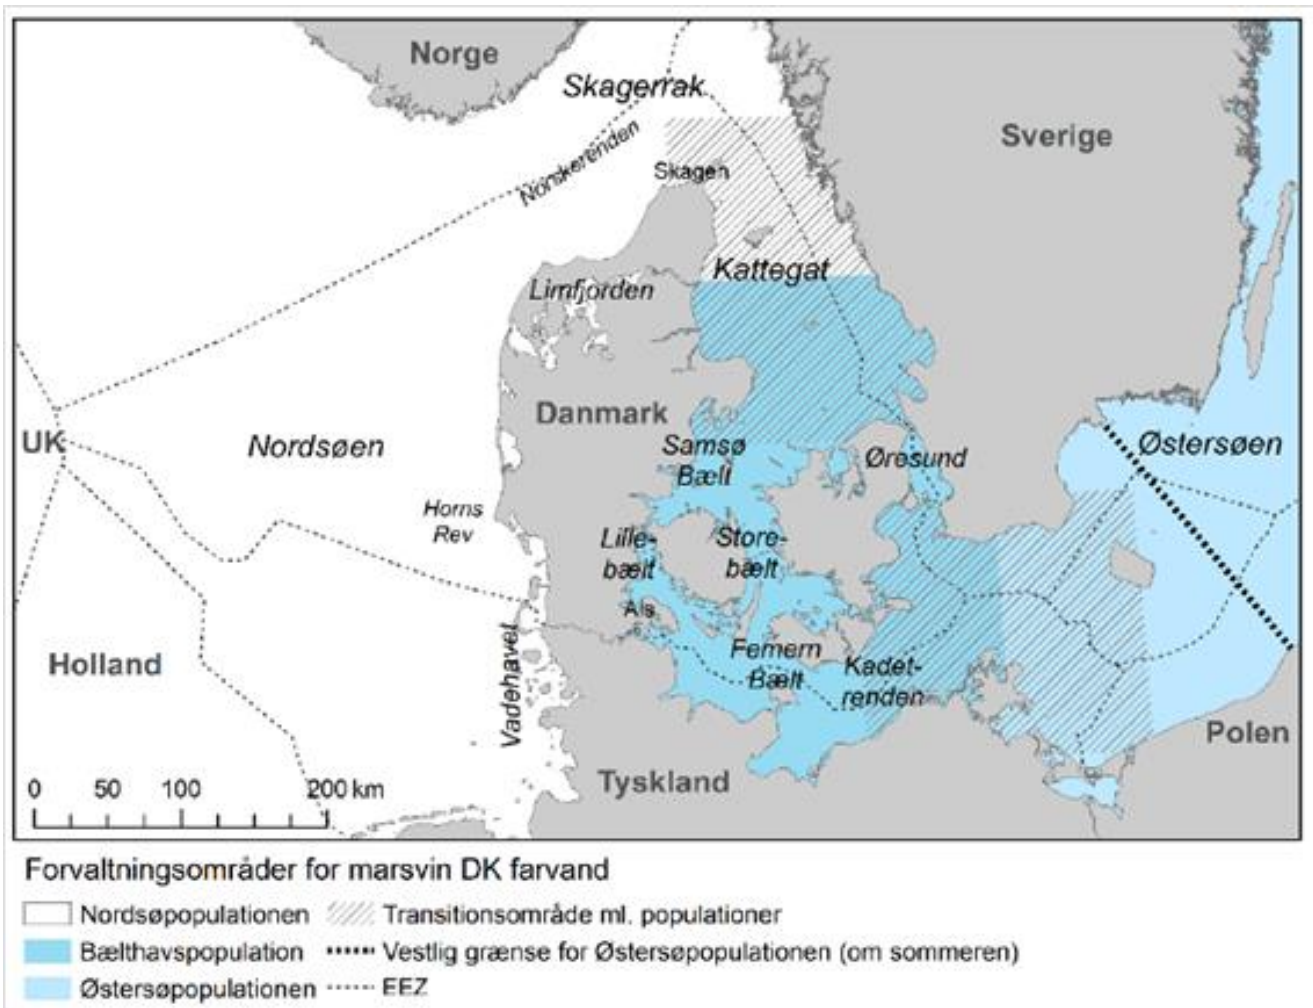 Norge
Skagerrak
Sverige
Norskerenden
Skagen
Kattegat
Limfjorden
Danmark
UK
Nordsøen
Samsø
Bælt
Øresund
Østersøen
Horns
Rev
Lille-
bælt
Store-
bælt
Als
Holland
Vadehavet
Femern
Bælt
Kadet-
renden
Polen
Tyskland
0 50 100 200 km
Forvaltningsområder for marsvin DK farvand
Nordsøpopulationen
Transitionsområde ml. populationer
Bælthavspopulation
Vestlig grænse for Østersøpopulationen (om sommeren)
Østersøpopulationen
EEZ